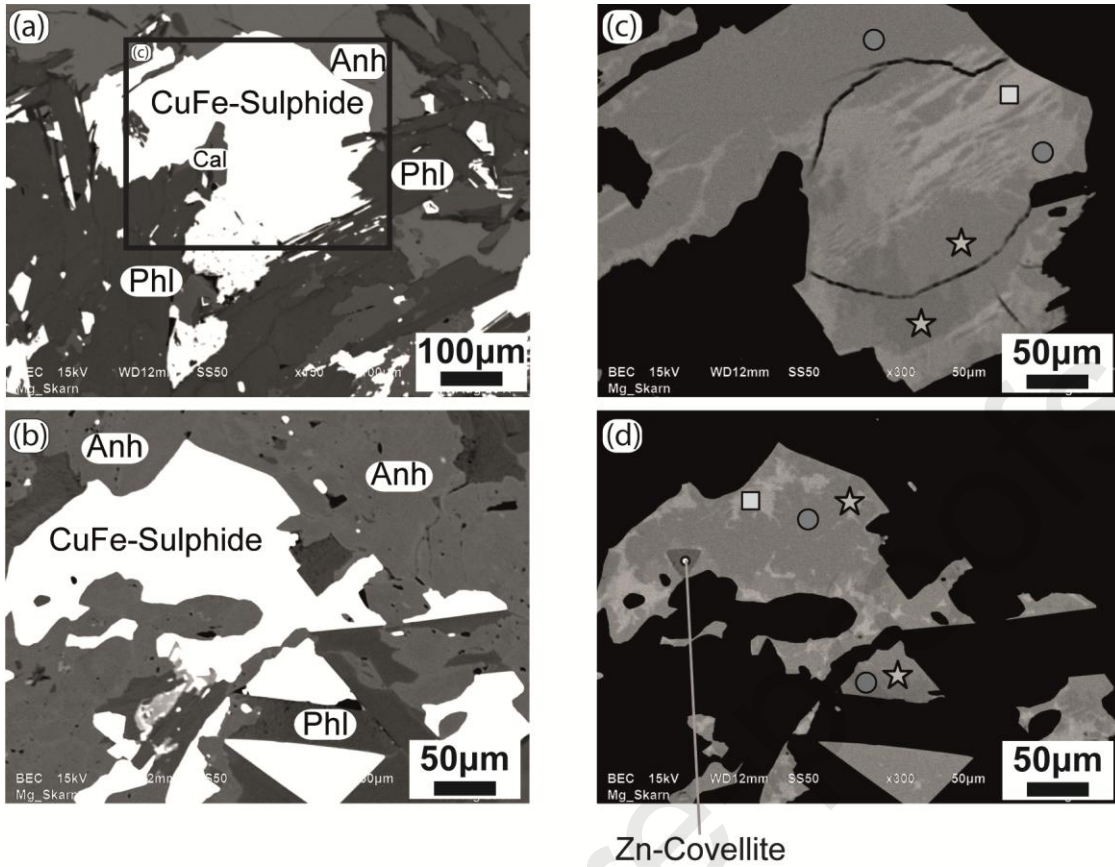 (a)
(c)
Anh
CuFe-Sulphide
Cal
Phl
Phl
100µm
BEC 15kV WD12mm SS50
Mg_Skarn
(c)
50µm
BEC 15kV WD12mm SS50 x300 50µm
Mg_Skarn
(b)
Anh
Anh
CuFe-Sulphide
Phl
50µm
BEC 15kV SS50
Mg_Skarn
(d)
50µm
BEC 15kV WD12mm SS50 x300 50µm
Mg_Skarn
Zn-Covellite